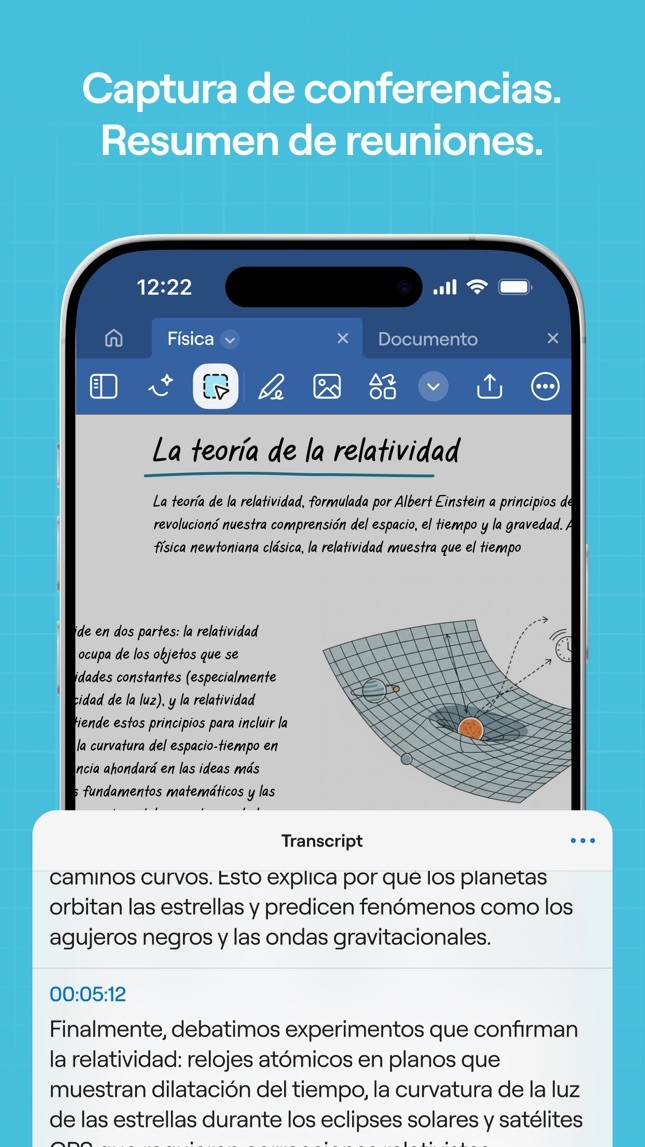 Captura de conferencias.
Resumen de reuniones.
12:22
Física
Documento
La teoría de la relatividad
La teoría de la relatividad, formulada por Albert Einstein a principios de
revolucionó nuestra comprensión del espacio, el tiempo y la gravedad. A
física newtoniana clásica, la relatividad muestra que el tiempo
ide en dos partes: la relatividad
ocupa de los objetos que se
idades constantes (especialmente
cidad de la luz), y la relatividad
tiende estos principios para incluir la
la curvatura del espacio-tiempo en
ncia ahondará en las ideas más
s fundamentos matemáticos y las
Transcript
caminos curvos. Esto explica por qué los planetas
orbitan las estrellas y predicen fenómenos como los
agujeros negros y las ondas gravitacionales.
00:05:12
Finalmente, debatimos experimentos que confirman
la relatividad: relojes atómicos en planos que
muestran dilatación del tiempo, la curvatura de la luz
de las estrellas durante los eclipses solares y satélites
GPS que requieren correcciones relativistas